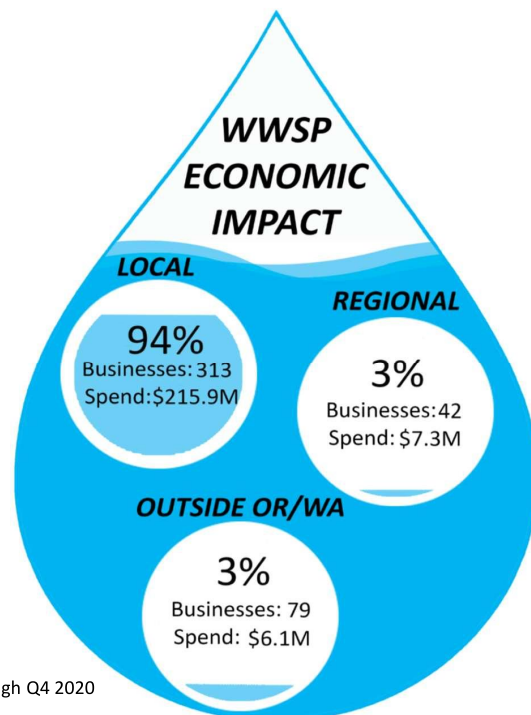 WWSP
ECONOMIC
IMPACT
LOCAL
94%
Businesses: 313
Spend:$215.9M
REGIONAL
3%
Businesses:42
Spend: $7.3M
OUTSIDE OR/WA
3%
Businesses: 79
Spend: $6.1M
gh Q4 2020